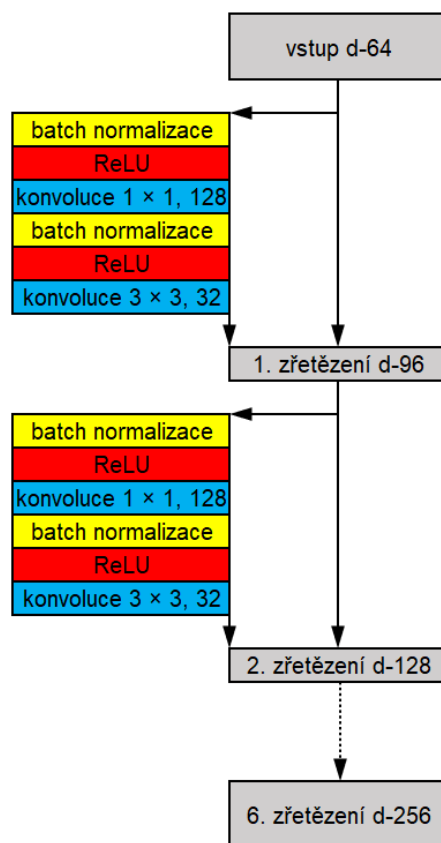 vstup d-64
batch normalizace
ReLU
konvoluce 1 × 1, 128
batch normalizace
ReLU
konvoluce 3 × 3, 32
1. zřetězení d-96
batch normalizace
ReLU
konvoluce 1 × 1, 128
batch normalizace
ReLU
konvoluce 3 × 3, 32
2. zřetězení d-128
6. zřetězení d-256